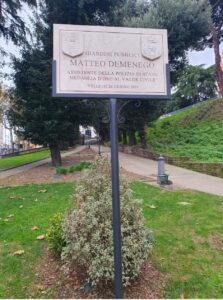 GIARDINI PUBBLICI
MATTEO DEMENEGO
ASSISTENTE DELLA POLIZIA DI STATO
MEDAGLIA D'ORO AL VALOR CIVILE